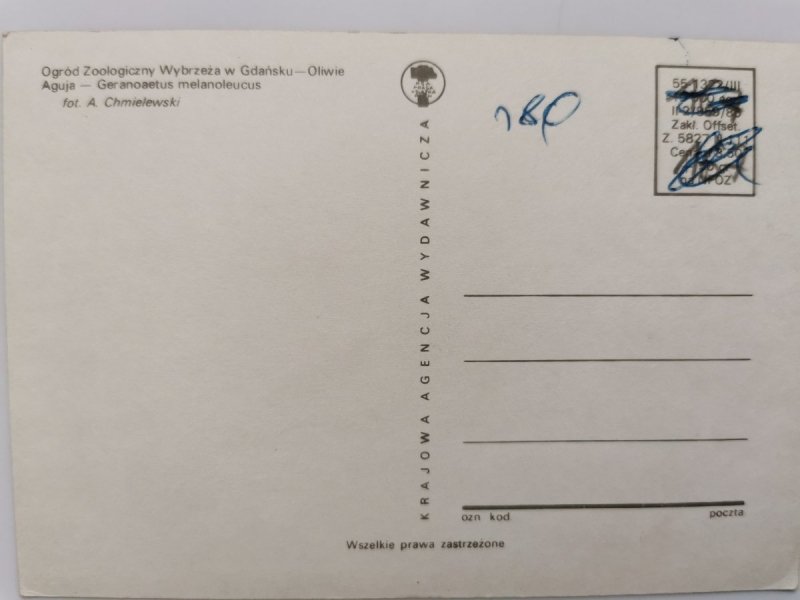 Ogród Zoologiczny Wybrzeża w Gdańsku—Oliwie
Aguja — Geranoaetus melanoleucus
fot. A. Chmielewski
KRAJOWA AGENCJA WYDAWNICZA
Zakł. Offset.
ozn kod
poczta
Wszelkie prawa zastrzeżone